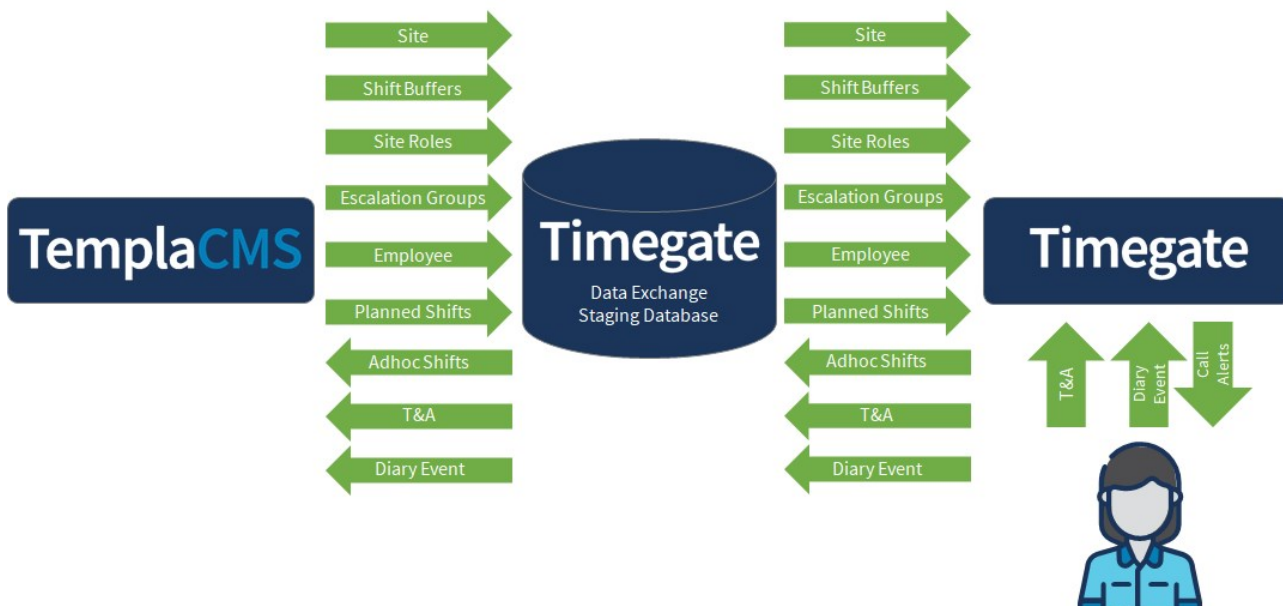 Site
Shift Buffers
Site Roles
Escalation Groups
Employee
Planned Shifts
Adhoc Shifts
T&A
Diary Event
TemplaCMS
Timegate
Data Exchange
Staging Database
Site
Shift Buffers
Site Roles
Escalation Groups
Employee
Planned Shifts
Adhoc Shifts
T&A
Diary Event
Timegate
T&A
Diary
Event
Call
Alerts